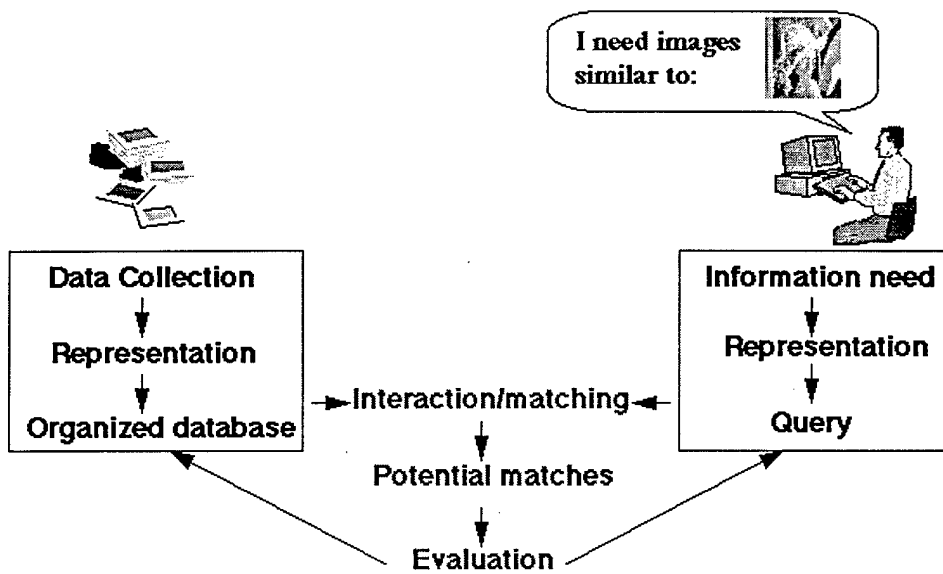 I need images
similar to:
Data Collection
Representation
Organized database
Information need
Representation
Query
Interaction/matching
Potential matches
Evaluation